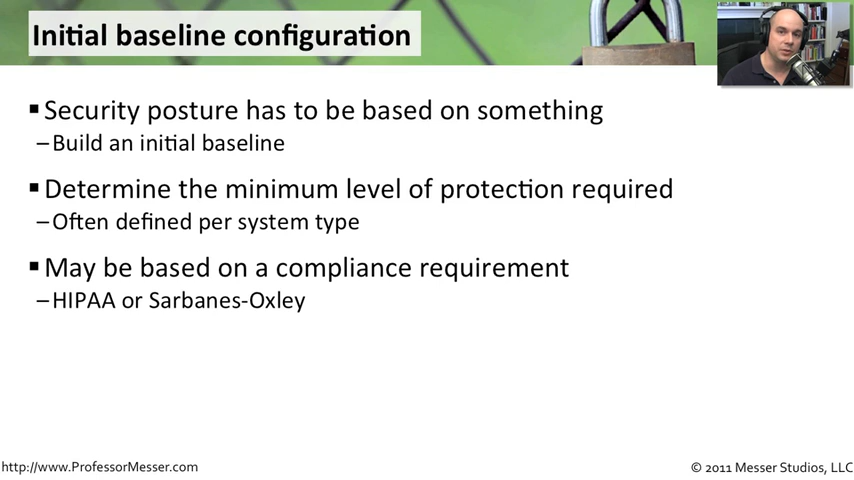 Initial baseline configuration
▪ Security posture has to be based on something
– Build an initial baseline
▪ Determine the minimum level of protection required
– Often defined per system type
▪ May be based on a compliance requirement
– HIPAA or Sarbanes-Oxley
http://www.ProfessorMesser.com
© 2011 Messer Studios, LLC